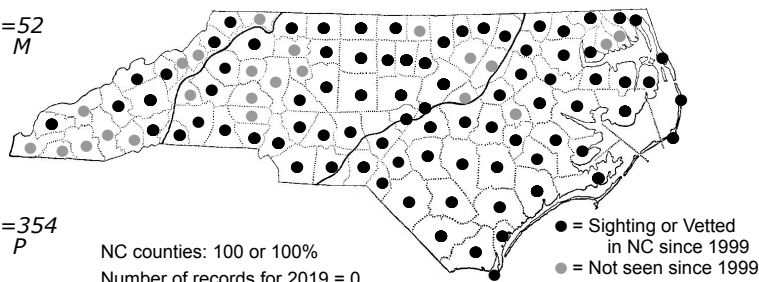 =52
M
=354
P
NC counties: 100 or 100%
Number of records for 2019 = 0
= Sighting or Vetted
in NC since 1999
= Not seen since 1999